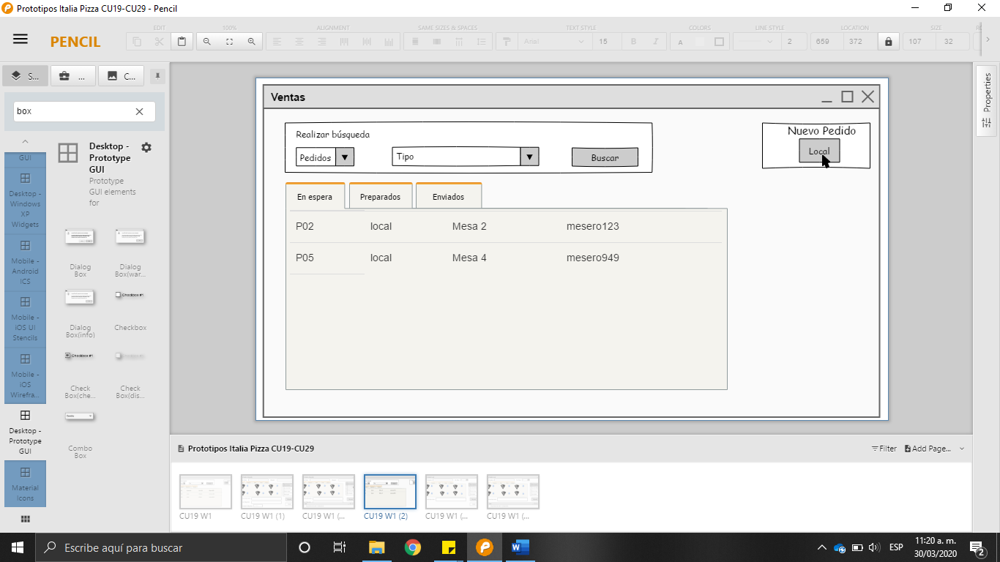 Prototipos Italia Pizza CU19-CU29 - Pencil
EDIT
100%
ALIGNMENT
SAME SIZES & SPACES
TEXT STYLE
COLORS
LINE STYLE
LOCATION
SIZE
PENCIL
Arial
15
B
I
A
2
659
372
107
32
S...
...
C...
Properties
box
GUI
Desktop -
Windows
XP
Widgets
Mobile -
Android
ICS
Mobile -
iOS UI
Stencils
Mobile -
iOS
Wirefra...
Desktop -
Prototype
GUI
Material
Icons
Desktop -
Prototype
GUI
Prototype
GUI elements
for
Dialog
Box
Dialog
Box(war...
Dialog
Box(info)
Checkbox #1
Checkbox
Checkbox #1
Check
Box(che...
Check
Box(dis...
Combo
Box
Ventas
Realizar búsqueda
Pedidos
Tipo
Buscar
Nuevo Pedido
Local
En espera
Preparados
Enviados
P02 local Mesa 2 mesero123
P05 local Mesa 4 mesero949
Prototipos Italia Pizza CU19-CU29
Filter
Add Page...
CU19 W1
CU19 W1 (1)
CU19 W1 (...
CU19 W1 (2)
CU19 W1 (...
CU19 W1 (...
Escribe aquí para buscar
ESP
11:20 a. m.
30/03/2020
2